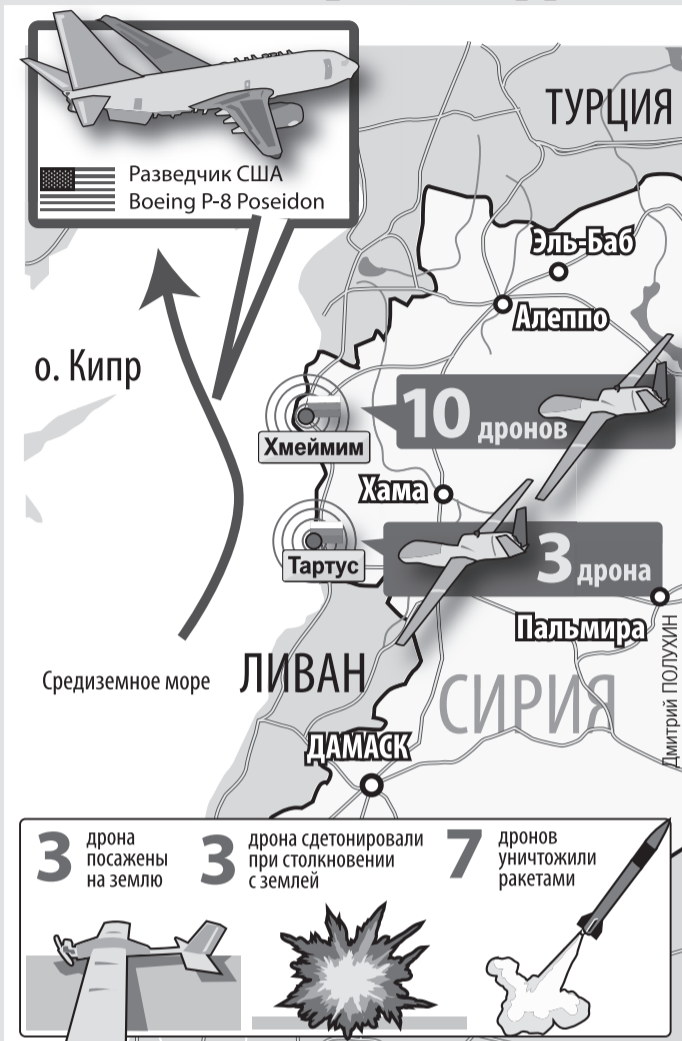 Разведчик США
Boeing P-8 Poseidon
ТУРЦИЯ
Эль-Баб
Алеппо
о. Кипр
10 дронов
Хмеймим
Хама
3 дрона
Тартус
Пальмира
Средиземное море
ЛИВАН
СИРИЯ
ДАМАСК
Дмитрий ПОЛУХИН
3 дрона
посажены
на землю
3 дрона сдетонировали
при столкновении
с землей
7 дронов
уничтожили
ракетами